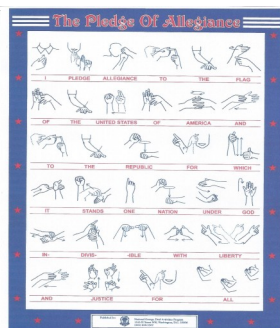 The Pledge Of Allegiance
I PLEDGE ALLEGIANCE TO THE FLAG
OF THE UNITED STATES OF AMERICA AND
TO THE REPUBLIC FOR WHICH
IT STANDS ONE NATION UNDER GOD
IN- DIVIS- -IBLE WITH LIBERTY
AND JUSTICE FOR ALL